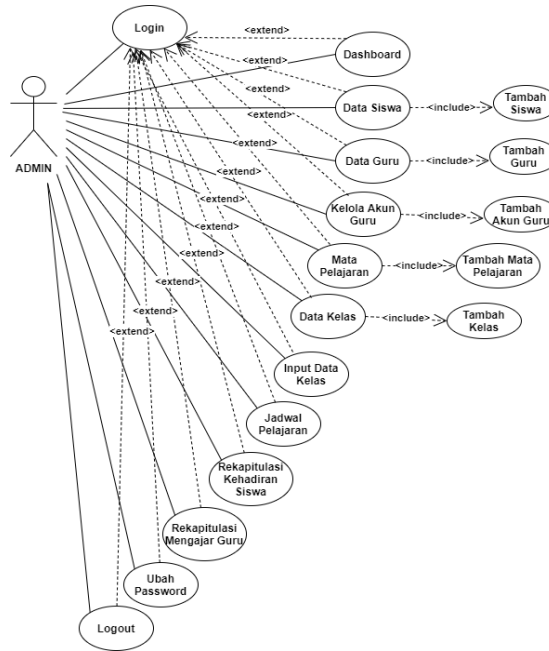 Login
<extend>
Dashboard
<extend>
<extend>
Data Siswa
<include>
Tambah
Siswa
<extend>
<extend>
ADMIN
Data Guru
<include>
Tambah
Guru
<extend>
<extend>
Kelola Akun
Guru
<include>
Tambah
Akun Guru
<extend>
<extend>
Mata
Pelajaran
<include>
Tambah Mata
Pelajaran
<extend>
Data Kelas
<include>
Tambah
Kelas
<extend>
<extend>
Input Data
Kelas
Jadwal
Pelajaran
Rekapitulasi
Kehadiran
Siswa
Rekapitulasi
Mengajar Guru
Ubah
Password
Logout